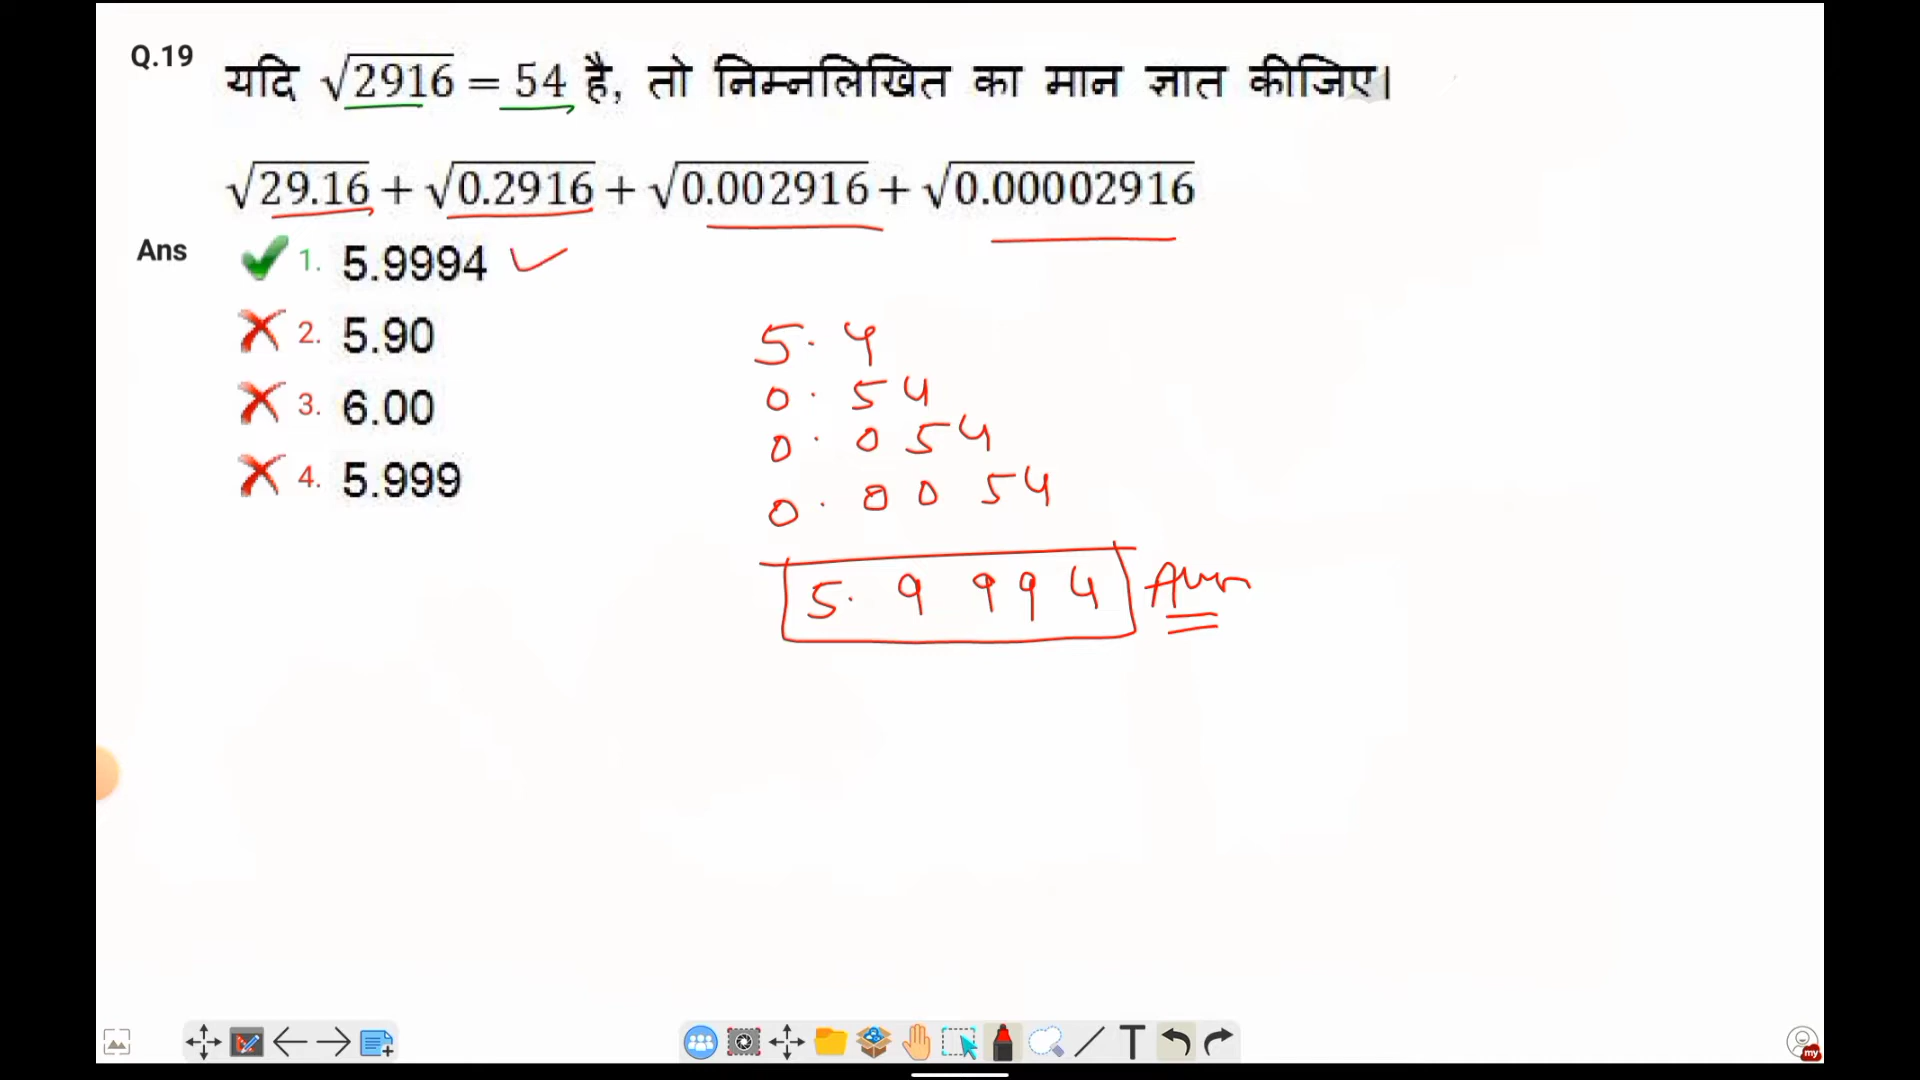 Q.19
यदि √2916 = 54 है, तो निम्नलिखित का मान ज्ञात कीजिए।
√29.16 + √0.2916 + √0.002916 + √0.00002916
Ans
1. 5.9994
2. 5.90
3. 6.00
4. 5.999
5.4
0.54
0.054
0.0054
5.9994 Ans
T
my